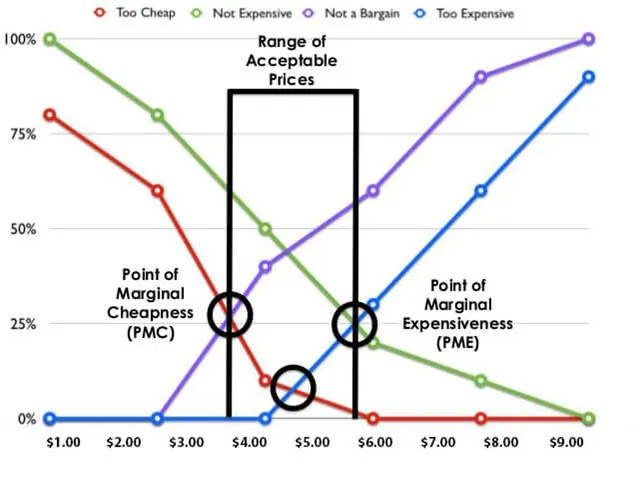 Too Cheap Not Expensive Not a Bargain Too Expensive
100%
Range of
Acceptable
Prices
75%
50%
Point of
Marginal
Cheapness
(PMC)
Point of
Marginal
Expensiveness
(PME)
25%
0%
$1.00 $2.00 $3.00 $4.00 $5.00 $6.00 $7.00 $8.00 $9.00